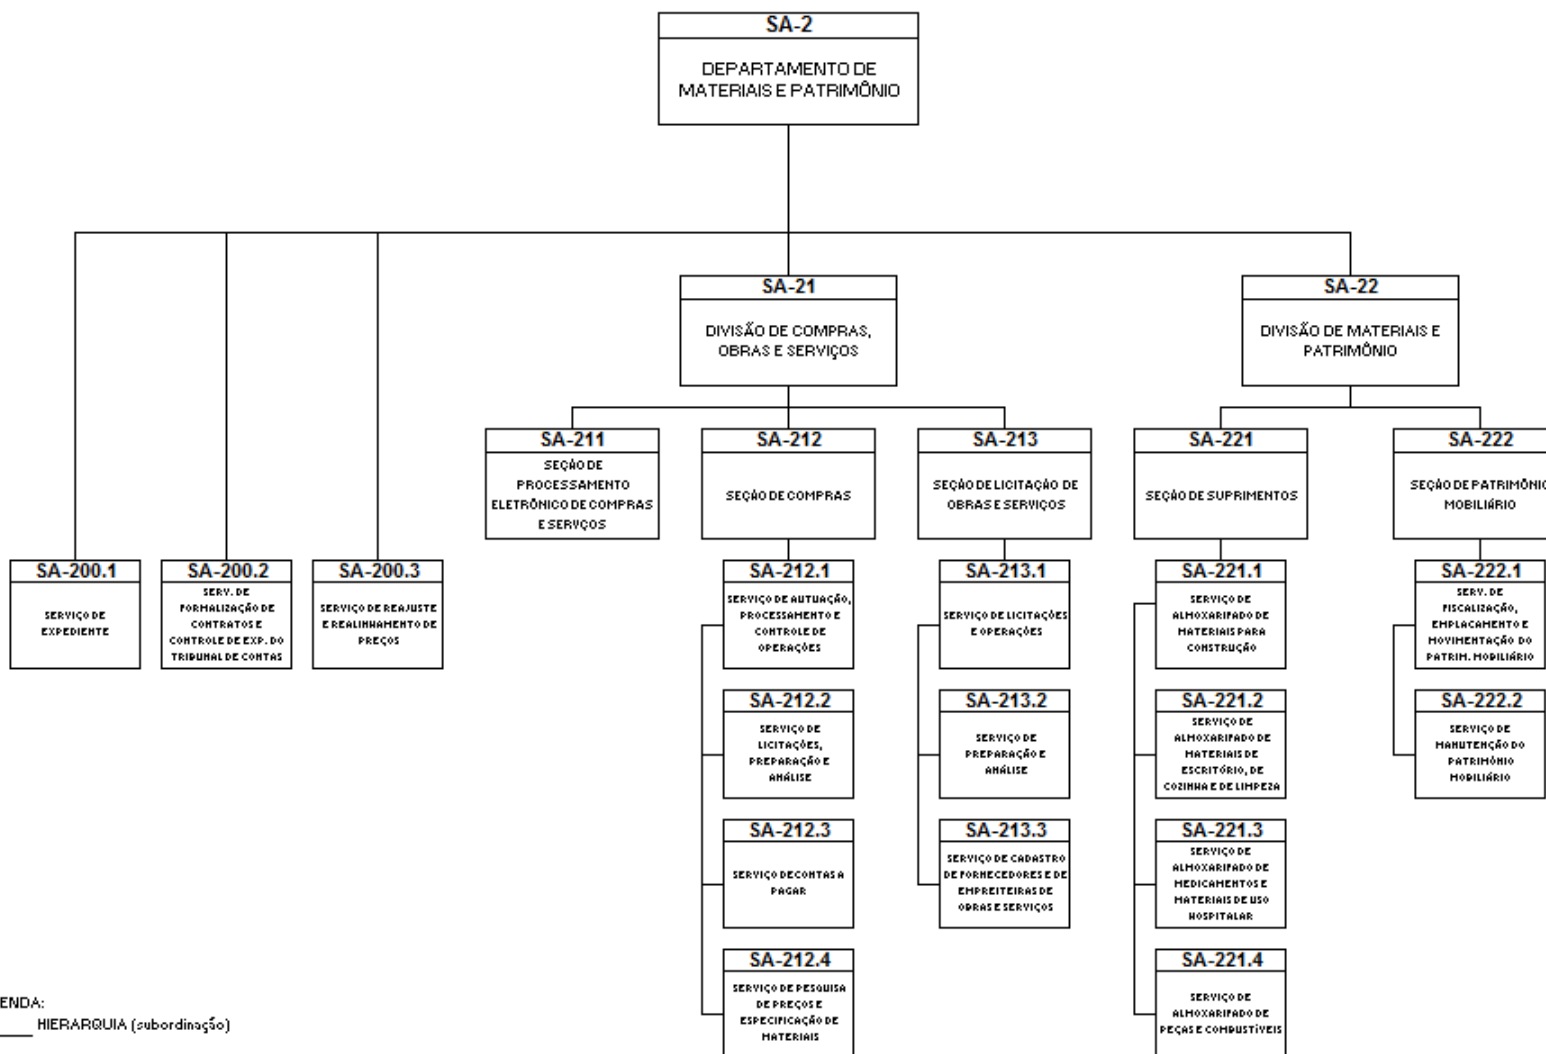 SA-2
DEPARTAMENTO DE
MATERIAIS E PATRIMÔNIO
SA-21
DIVISÃO DE COMPRAS,
OBRAS E SERVIÇOS
SA-22
DIVISÃO DE MATERIAIS E
PATRIMÔNIO
SA-211
SEÇÃO DE
PROCESSAMENTO
ELETRÔNICO DE COMPRAS
E SERVÇOS
SA-212
SEÇÃO DE COMPRAS
SA-213
SEÇÃO DE LICITAÇÃO DE
OBRAS E SERVIÇOS
SA-221
SEÇÃO DE SUPRIMENTOS
SA-222
SEÇÃO DE PATRIMÔNIO
MOBILIÁRIO
SA-200.1
SERVIÇO DE
EXPEDIENTE
SA-200.2
SERV. DE
FORMALIZAÇÃO DE
CONTRATOS E
CONTROLE DE EXP. DO
TRIBUNAL DE CONTAS
SA-200.3
SERVIÇO DE REAJUSTE
E REALINHAMENTO DE
PREÇOS
SA-212.1
SERVIÇO DE AUTUAÇÃO,
PROCESSAMENTO E
CONTROLE DE
OPERAÇÕES
SA-213.1
SERVIÇO DE LICITAÇÕES
E OPERAÇÕES
SA-221.1
SERVIÇO DE
ALMOXARIFADO DE
MATERIAIS PARA
CONSTRUÇÃO
SA-222.1
SERV. DE
FISCALIZAÇÃO,
EMPLACAMENTO E
MOVIMENTAÇÃO DO
PATRIM. MOBILIÁRIO
SA-212.2
SERVIÇO DE
LICITAÇÕES,
PREPARAÇÃO E
ANÁLISE
SA-213.2
SERVIÇO DE
PREPARAÇÃO E
ANÁLISE
SA-221.2
SERVIÇO DE
ALMOXARIFADO DE
MATERIAIS DE
ESCRITÓRIO, DE
COZINHA E DE LIMPEZA
SA-222.2
SERVIÇO DE
MANUTENÇÃO DO
PATRIMÔNIO
MOBILIÁRIO
SA-212.3
SERVIÇO DE CONTAS A
PAGAR
SA-213.3
SERVIÇO DE CADASTRO
DE FORNECEDORES E DE
EMPREITEIRAS DE
OBRAS E SERVIÇOS
SA-221.3
SERVIÇO DE
ALMOXARIFADO DE
MEDICAMENTOS E
MATERIAIS DE USO
HOSPITALAR
SA-212.4
SERVIÇO DE PESQUISA
DE PREÇOS E
ESPECIFICAÇÃO DE
MATERIAIS
SA-221.4
SERVIÇO DE
ALMOXARIFADO DE
PEÇAS E COMBUSTÍVEIS
ENDA:
HIERARQUIA (subordinação)